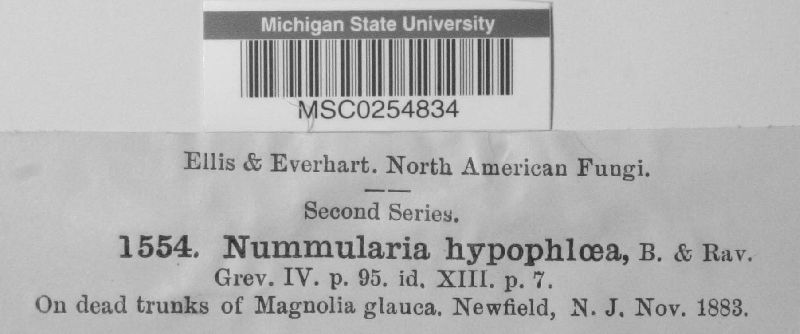 Michigan State University
MSC0254834
Ellis & Everhart. North American Fungi.
Second Series.
1554. Nummularia hypophlœa, B. & Rav.
Grev. IV. p. 95. id. XIII. p. 7.
On dead trunks of Magnolia glauca. Newfield, N. J. Nov. 1883.